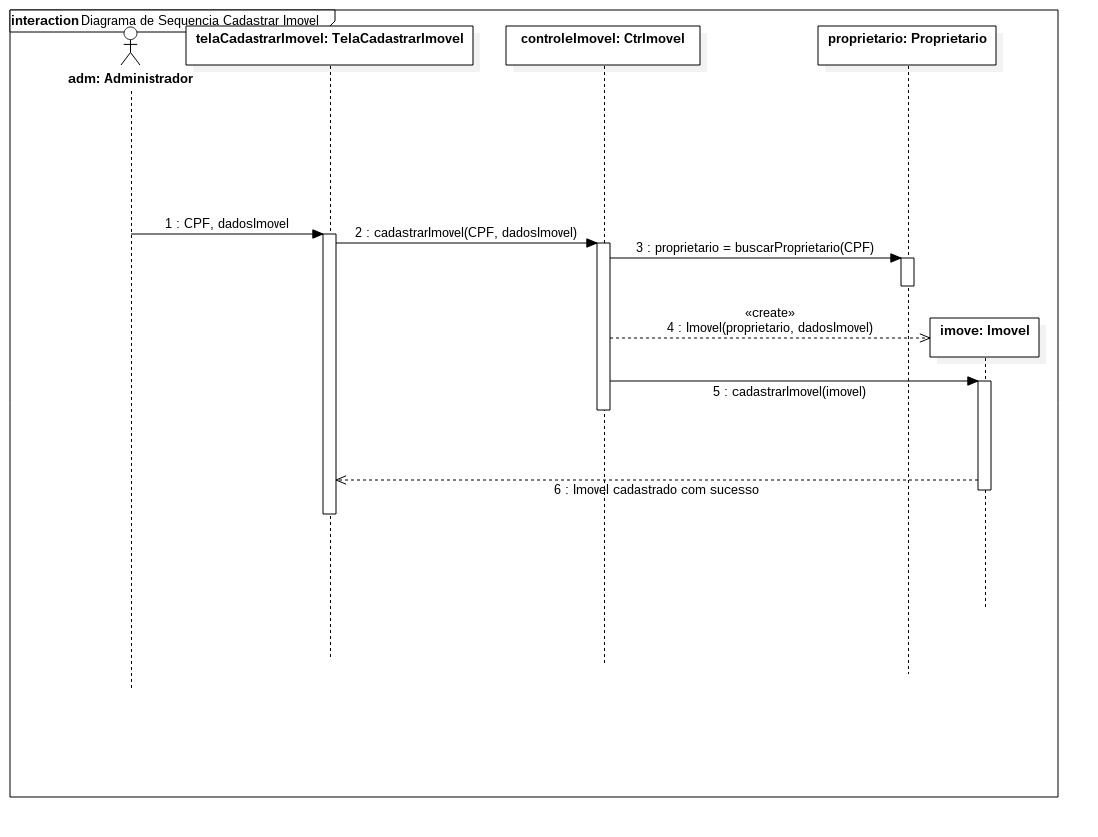 interaction Diagrama de Sequencia Cadastrar Imovel
telaCadastrarImovel: TelaCadastrarImovel
controleImovel: CtrImovel
proprietario: Proprietario
adm: Administrador
1 : CPF, dadosImovel
2 : cadastrarImovel(CPF, dadosImovel)
3 : proprietario = buscarProprietario(CPF)
«create»
4 : Imovel(proprietario, dadosImovel)
imove: Imovel
5 : cadastrarImovel(imovel)
6 : Imovel cadastrado com sucesso